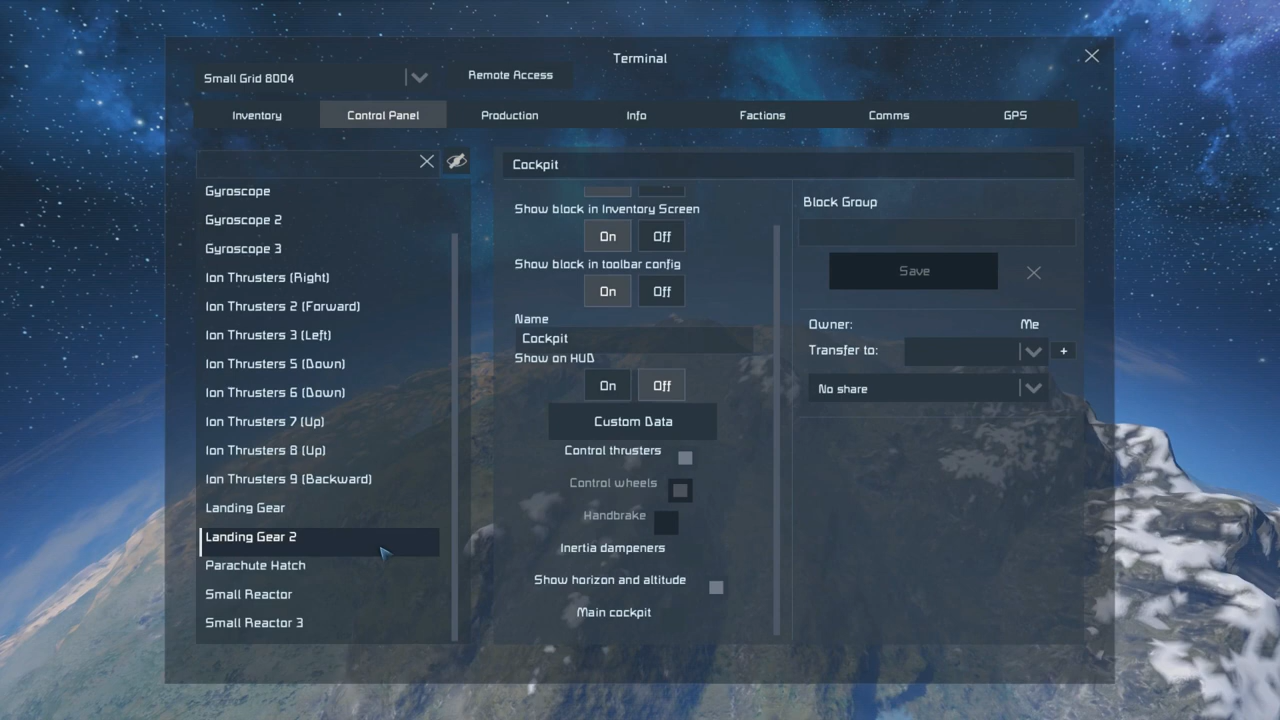 Terminal
Small Grid 8004
Remote Access
Inventory
Control Panel
Production
Info
Factions
Comms
GPS
Gyroscope
Gyroscope 2
Gyroscope 3
Ion Thrusters (Right)
Ion Thrusters 2 (Forward)
Ion Thrusters 3 (Left)
Ion Thrusters 5 (Down)
Ion Thrusters 6 (Down)
Ion Thrusters 7 (Up)
Ion Thrusters 8 (Up)
Ion Thrusters 9 (Backward)
Landing Gear
Landing Gear 2
Parachute Hatch
Small Reactor
Small Reactor 3
Cockpit
Show block in Inventory Screen
On Off
Show block in toolbar config
On Off
Name
Cockpit
Show on HUD
On Off
Custom Data
Control thrusters
Control wheels
Handbrake
Inertia dampeners
Show horizon and altitude
Main cockpit
Block Group
Save
Owner: Me
Transfer to: +
No share